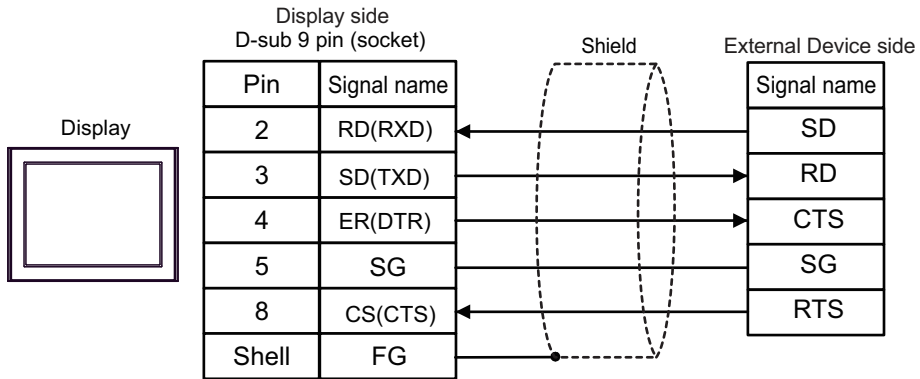 Display side
D-sub 9 pin (socket)
Shield
External Device side
Pin Signal name
Signal name
Display
2 RD(RXD) SD
3 SD(TXD) RD
4 ER(DTR) CTS
5 SG SG
8 CS(CTS) RTS
Shell FG